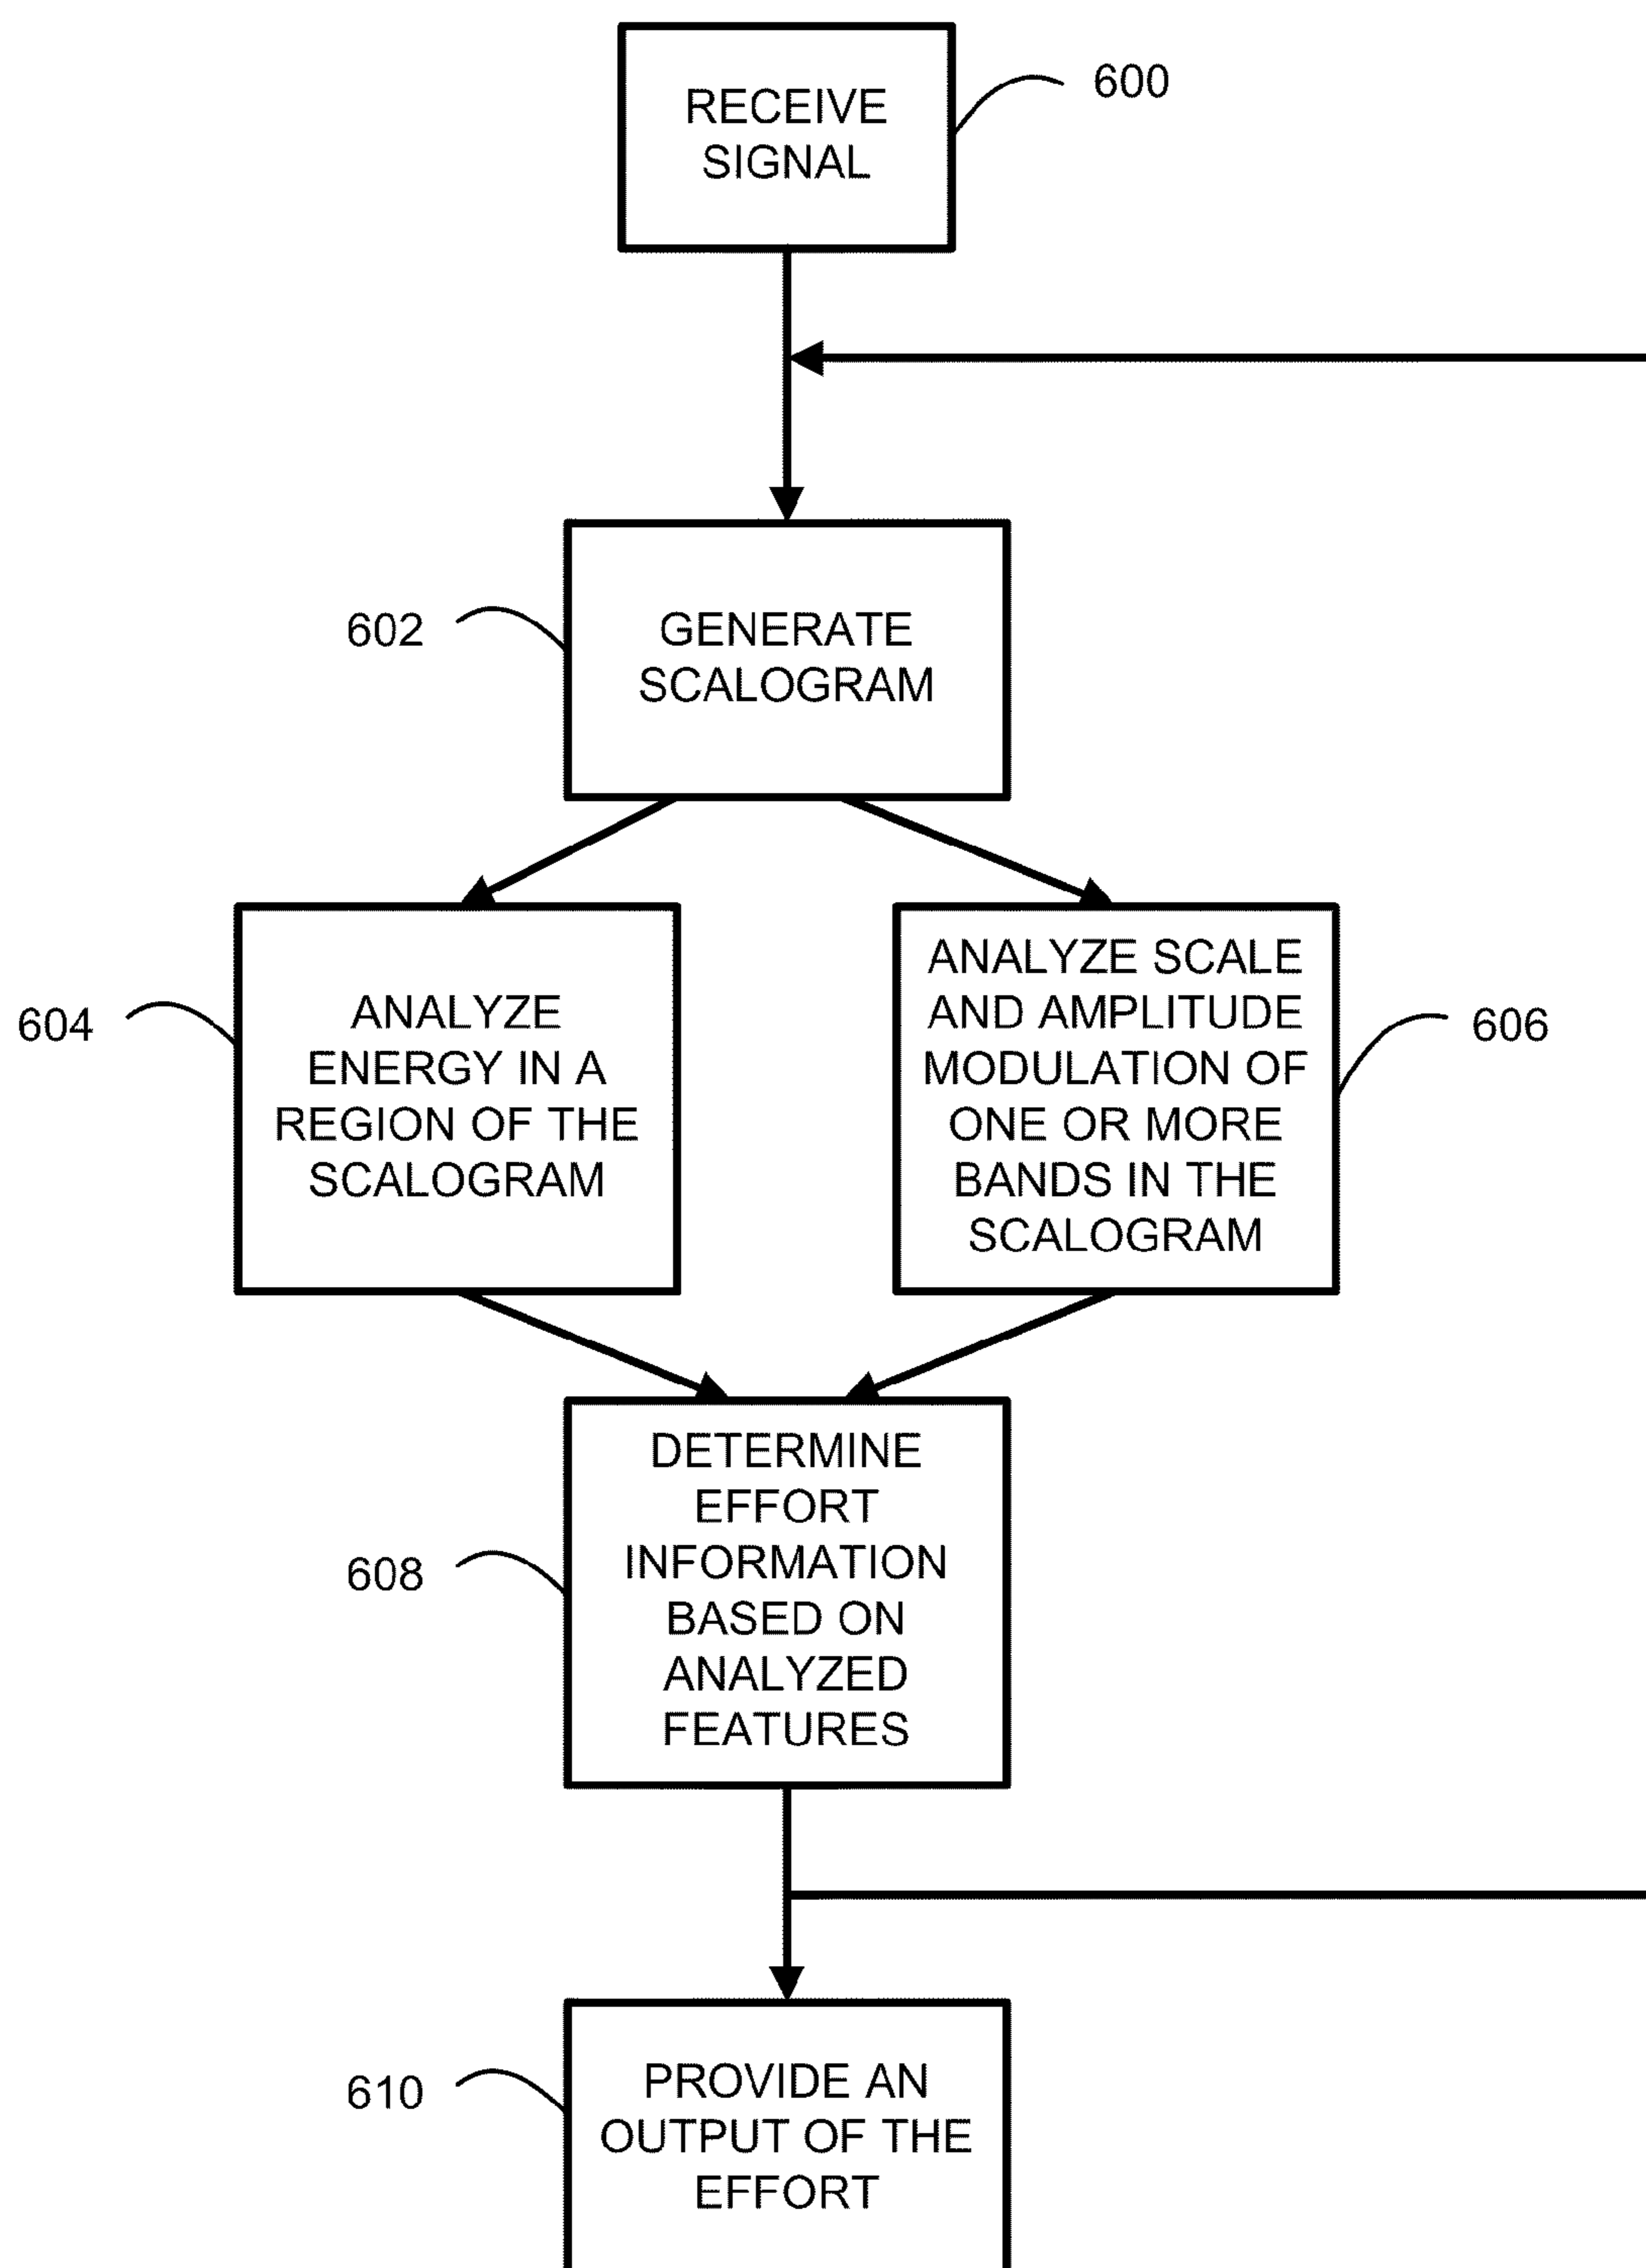 RECEIVE
SIGNAL
600
602
GENERATE
SCALOGRAM
604
ANALYZE
ENERGY IN A
REGION OF THE
SCALOGRAM
ANALYZE SCALE
AND AMPLITUDE
MODULATION OF
ONE OR MORE
BANDS IN THE
SCALOGRAM
606
608
DETERMINE
EFFORT
INFORMATION
BASED ON
ANALYZED
FEATURES
610
PROVIDE AN
OUTPUT OF THE
EFFORT